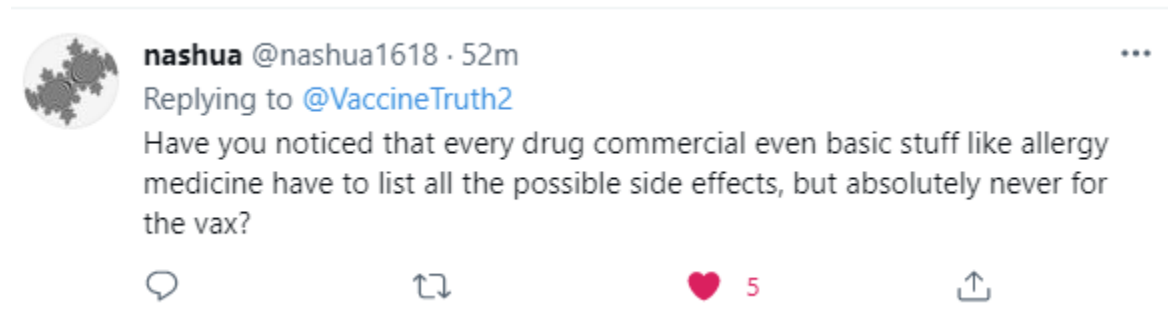 nashua @nashua1618 · 52m
Replying to @VaccineTruth2
Have you noticed that every drug commercial even basic stuff like allergy
medicine have to list all the possible side effects, but absolutely never for
the vax?
5